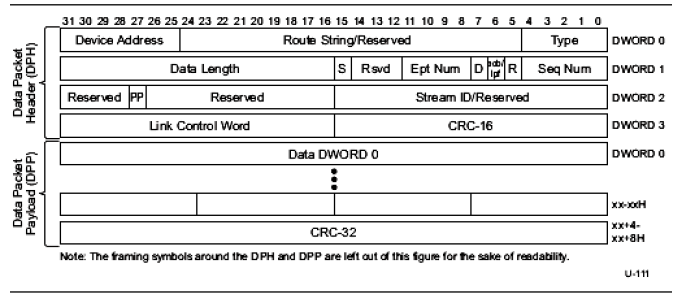 31 30 29 28 27 26 25 24 23 22 21 20 19 18 17 16 15 14 13 12 11 10 9 8 7 6 5 4 3 2 1 0
Data Packet Header (DPH)
Device Address Route String/Reserved Type DWORD 0
Data Length S Rsvd Ept Num D eob/lpf R Seq Num DWORD 1
Reserved PP Reserved Stream ID/Reserved DWORD 2
Link Control Word CRC-16 DWORD 3
Data Packet Payload (DPP)
Data DWORD 0 DWORD 0
xx-xxH
CRC-32 xx+4-
xx+8H
Note: The framing symbols around the DPH and DPP are left out of this figure for the sake of readability.
U-111